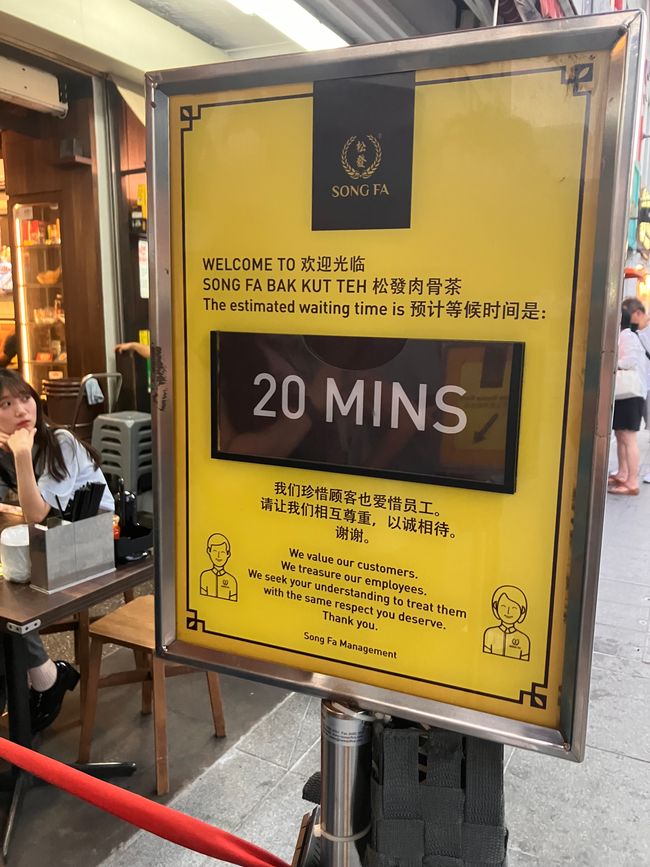 松
發
SONG FA
WELCOME TO 欢迎光临
SONG FA BAK KUT TEH 松發肉骨茶
The estimated waiting time is 预计等候时间是:
20 MINS
我们珍惜顾客也爱惜员工。
请让我们相互尊重，以诚相待。
谢谢。
We value our customers.
We treasure our employees.
We seek your understanding to treat them
with the same respect you deserve.
Thank you.
Song Fa Management